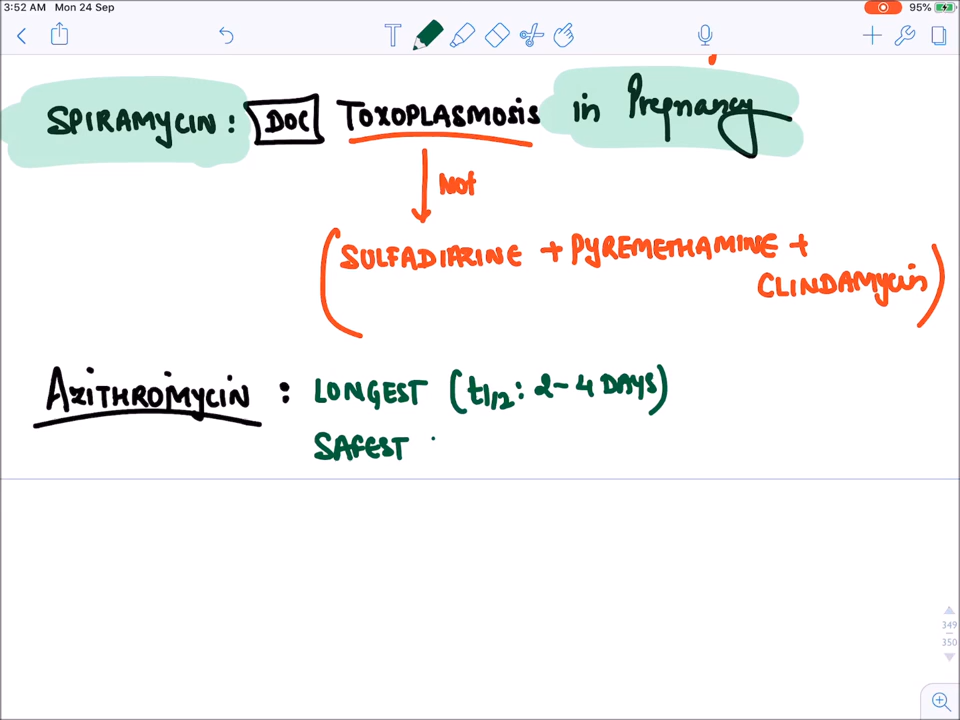 3:52 AM Mon 24 Sep 95%
T
SPIRAMYCIN: DOC TOXOPLASMOSIS in Pregnancy
Not
(SULFADIAZINE + PYREMETHAMINE +
CLINDAMYCIN)
AZITHROMYCIN : LONGEST (t1/2: 2-4 DAYS)
SAFEST
349
350